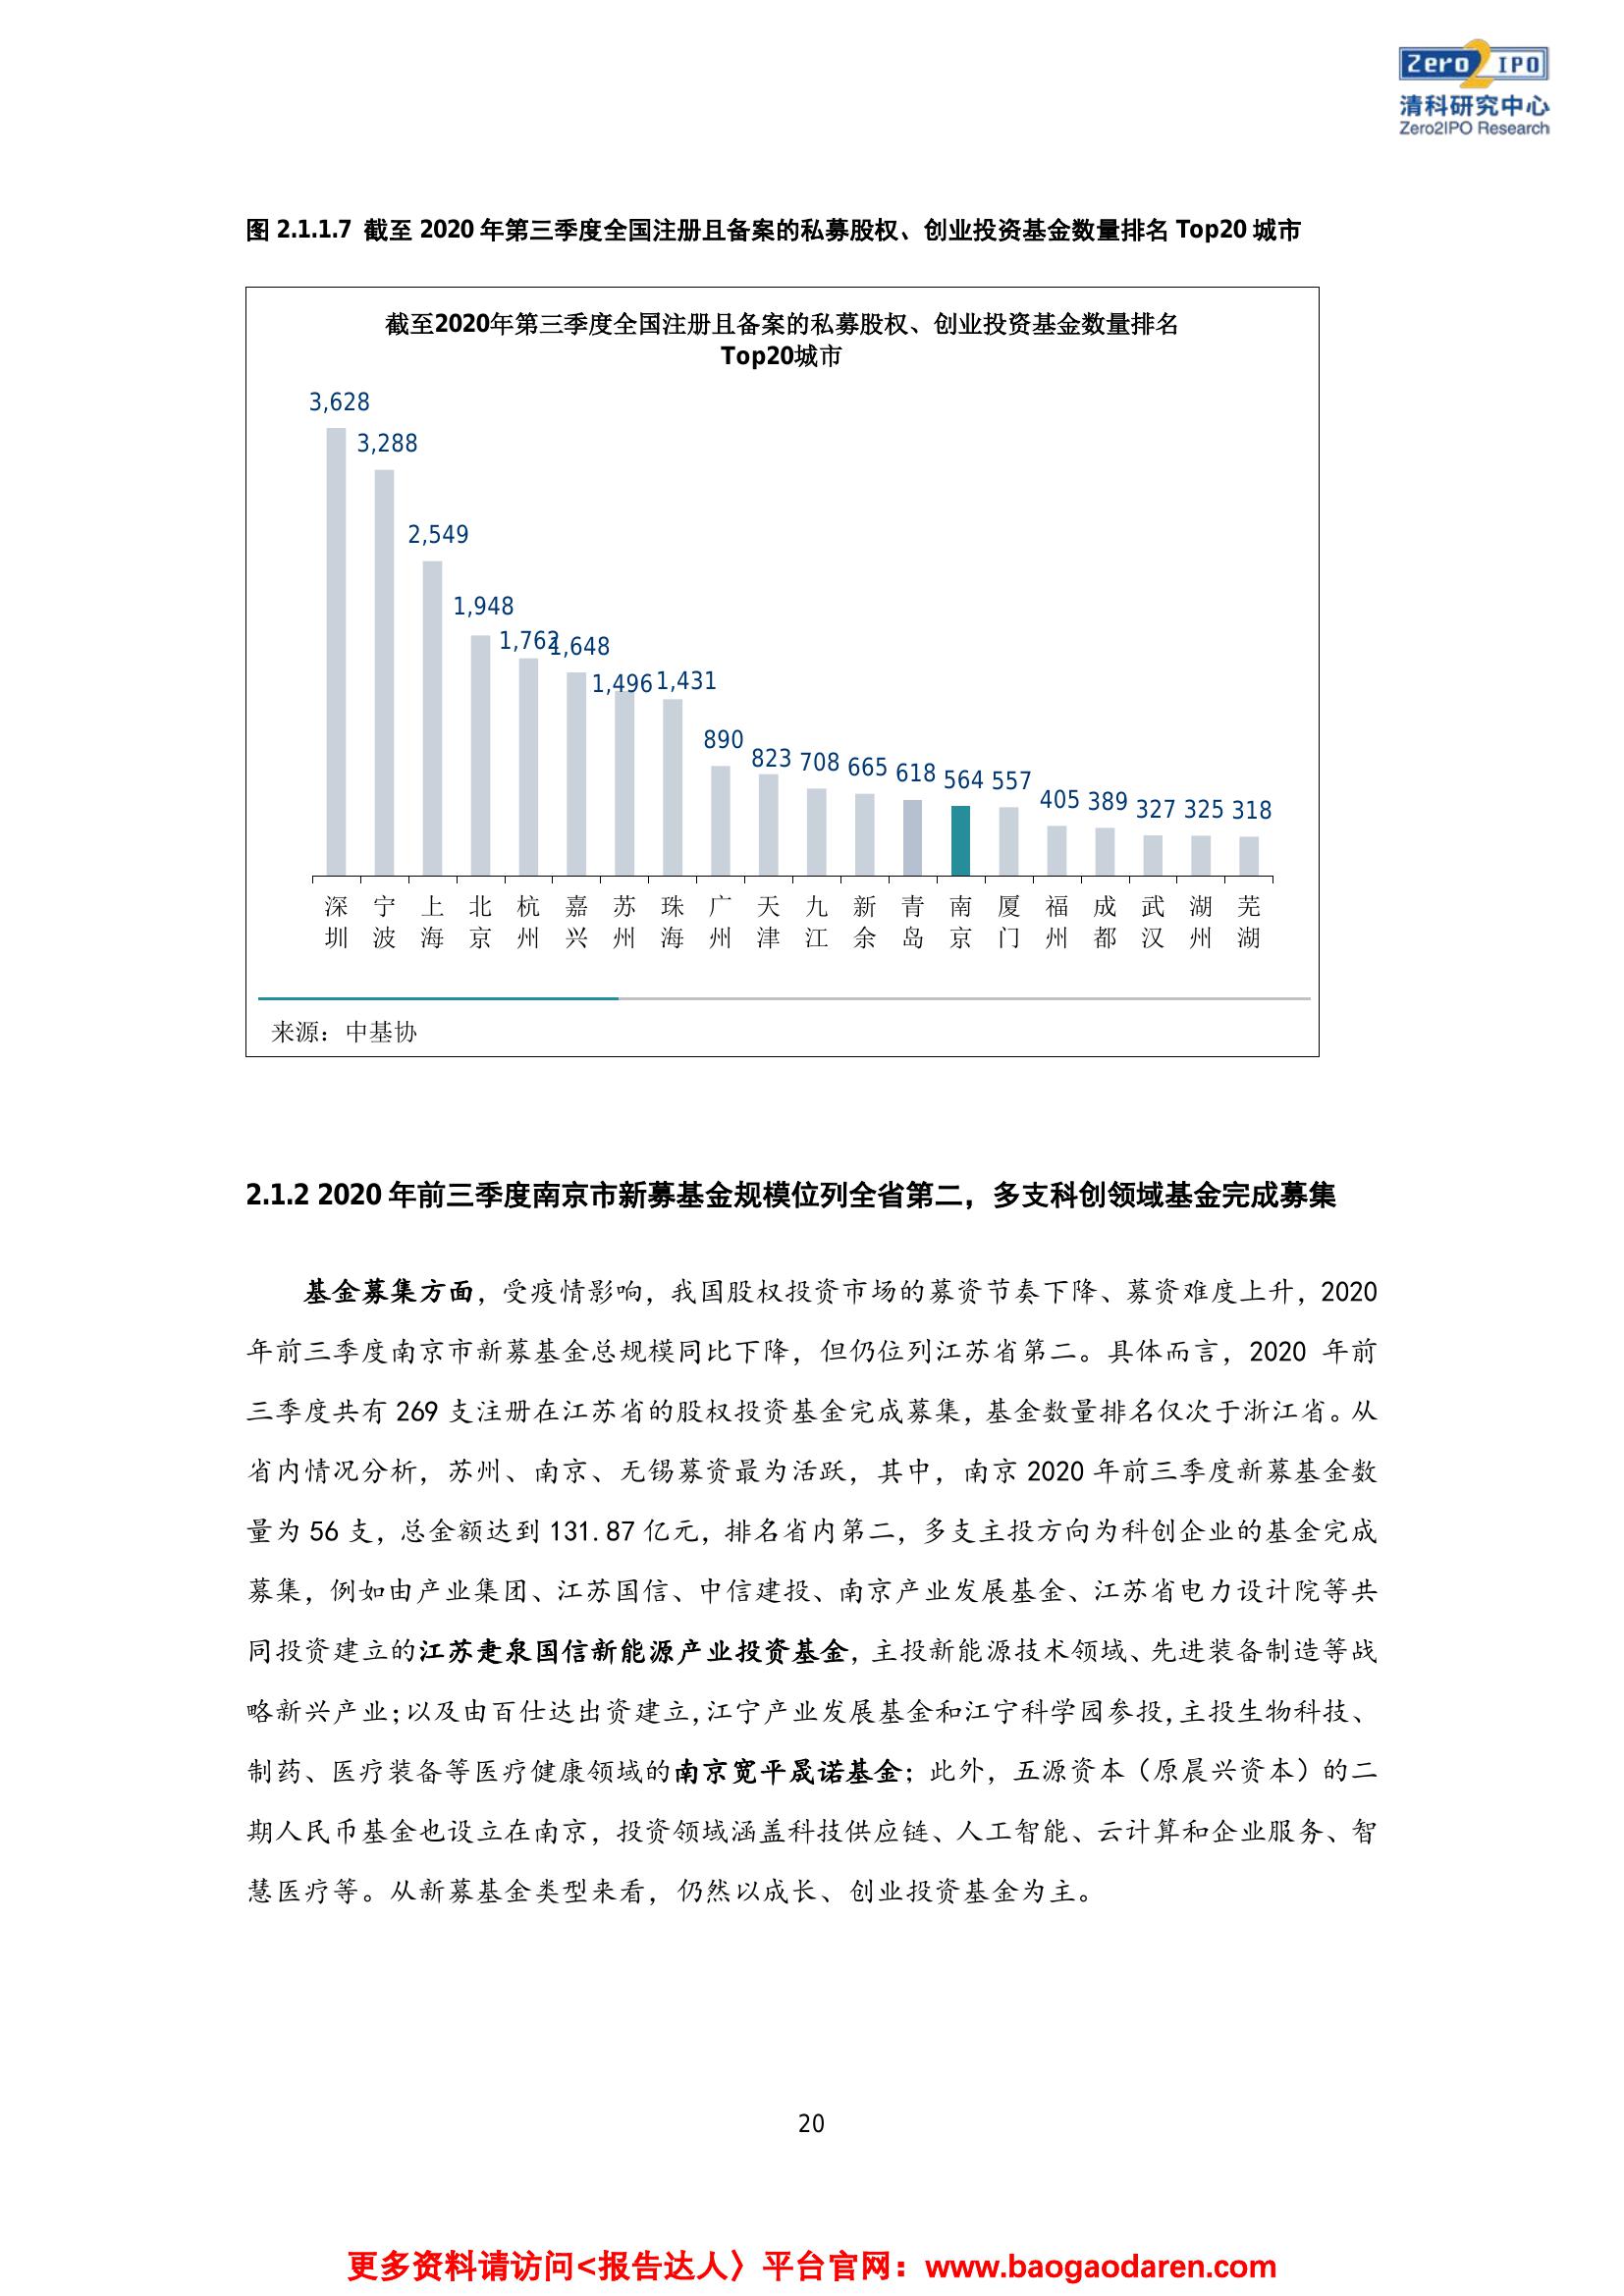 Zero2IPO
清科研究中心
Zero2IPO Research
图 2.1.1.7 截至 2020 年第三季度全国注册且备案的私募股权、创业投资基金数量排名 Top20 城市
截至2020年第三季度全国注册且备案的私募股权、创业投资基金数量排名
Top20城市
3,628
3,288
2,549
1,948
1,762
1,648
1,496
1,431
890
823
708
665
618
564
557
405
389
327
325
318
深圳
宁波
上海
北京
杭州
嘉兴
苏州
珠海
广州
天津
九江
新余
青岛
南京
厦门
福州
成都
武汉
湖州
芜湖
来源：中基协
2.1.2 2020 年前三季度南京市新募基金规模位列全省第二，多支科创领域基金完成募集
基金募集方面，受疫情影响，我国股权投资市场的募资节奏下降、募资难度上升，2020
年前三季度南京市新募基金总规模同比下降，但仍位列江苏省第二。具体而言，2020 年前
三季度共有 269 支注册在江苏省的股权投资基金完成募集，基金数量排名仅次于浙江省。从
省内情况分析，苏州、南京、无锡募资最为活跃，其中，南京 2020 年前三季度新募基金数
量为 56 支，总金额达到 131.87 亿元，排名省内第二，多支主投方向为科创企业的基金完成
募集，例如由产业集团、江苏国信、中信建投、南京产业发展基金、江苏省电力设计院等共
同投资建立的江苏疌泉国信新能源产业投资基金，主投新能源技术领域、先进装备制造等战
略新兴产业；以及由百仕达出资建立，江宁产业发展基金和江宁科学园参投，主投生物科技、
制药、医疗装备等医疗健康领域的南京宽平晟诺基金；此外，五源资本（原晨兴资本）的二
期人民币基金也设立在南京，投资领域涵盖科技供应链、人工智能、云计算和企业服务、智
慧医疗等。从新募基金类型来看，仍然以成长、创业投资基金为主。
20
更多资料请访问<报告达人〉平台官网：www.baogaodaren.com